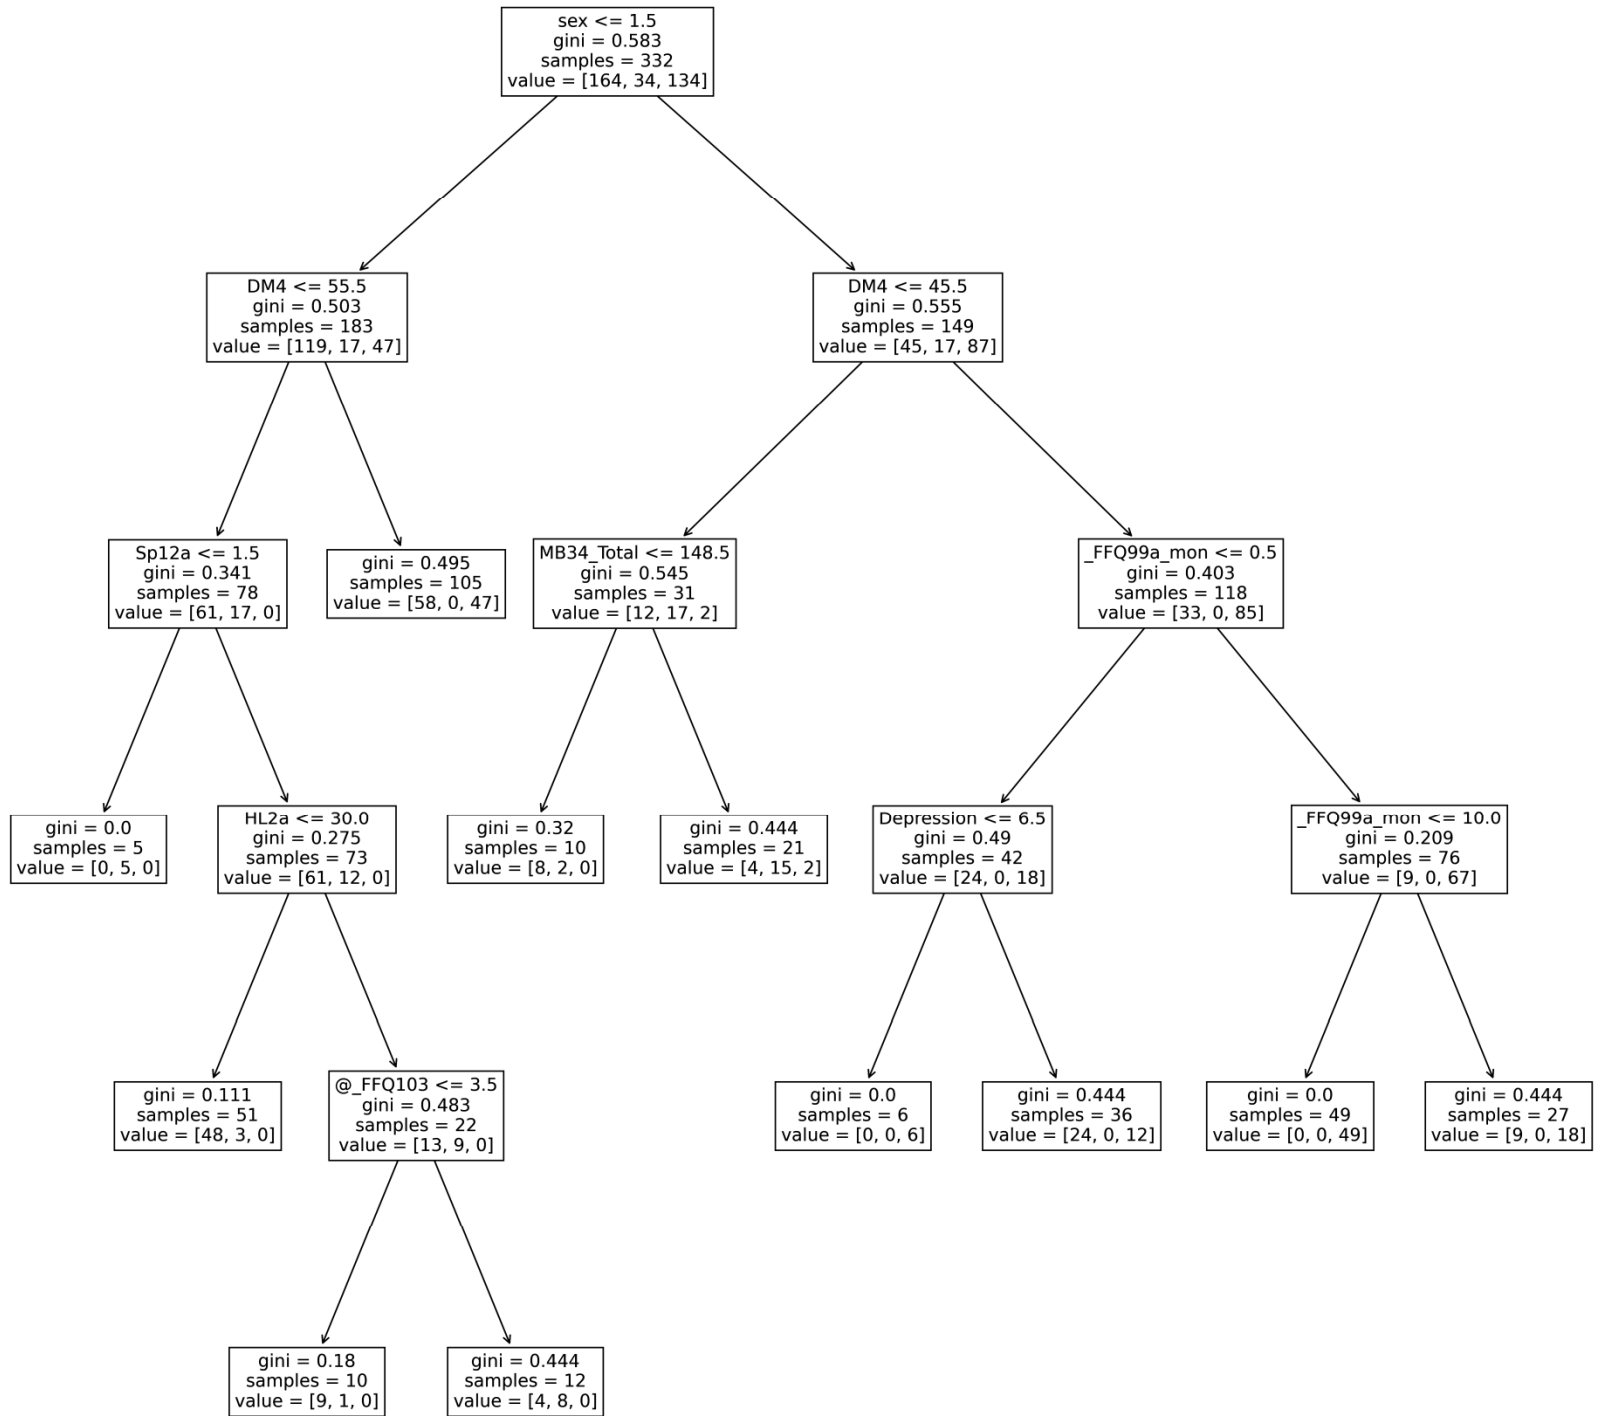 sex <= 1.5
gini = 0.583
samples = 332
value = [164, 34, 134]
DM4 <= 55.5
gini = 0.503
samples = 183
value = [119, 17, 47]
DM4 <= 45.5
gini = 0.555
samples = 149
value = [45, 17, 87]
Sp12a <= 1.5
gini = 0.341
samples = 78
value = [61, 17, 0]
gini = 0.495
samples = 105
value = [58, 0, 47]
MB34_Total <= 148.5
gini = 0.545
samples = 31
value = [12, 17, 2]
_FFQ99a_mon <= 0.5
gini = 0.403
samples = 118
value = [33, 0, 85]
gini = 0.0
samples = 5
value = [0, 5, 0]
HL2a <= 30.0
gini = 0.275
samples = 73
value = [61, 12, 0]
gini = 0.32
samples = 10
value = [8, 2, 0]
gini = 0.444
samples = 21
value = [4, 15, 2]
Depression <= 6.5
gini = 0.49
samples = 42
value = [24, 0, 18]
_FFQ99a_mon <= 10.0
gini = 0.209
samples = 76
value = [9, 0, 67]
gini = 0.111
samples = 51
value = [48, 3, 0]
@_FFQ103 <= 3.5
gini = 0.483
samples = 22
value = [13, 9, 0]
gini = 0.0
samples = 6
value = [0, 0, 6]
gini = 0.444
samples = 36
value = [24, 0, 12]
gini = 0.0
samples = 49
value = [0, 0, 49]
gini = 0.444
samples = 27
value = [9, 0, 18]
gini = 0.18
samples = 10
value = [9, 1, 0]
gini = 0.444
samples = 12
value = [4, 8, 0]